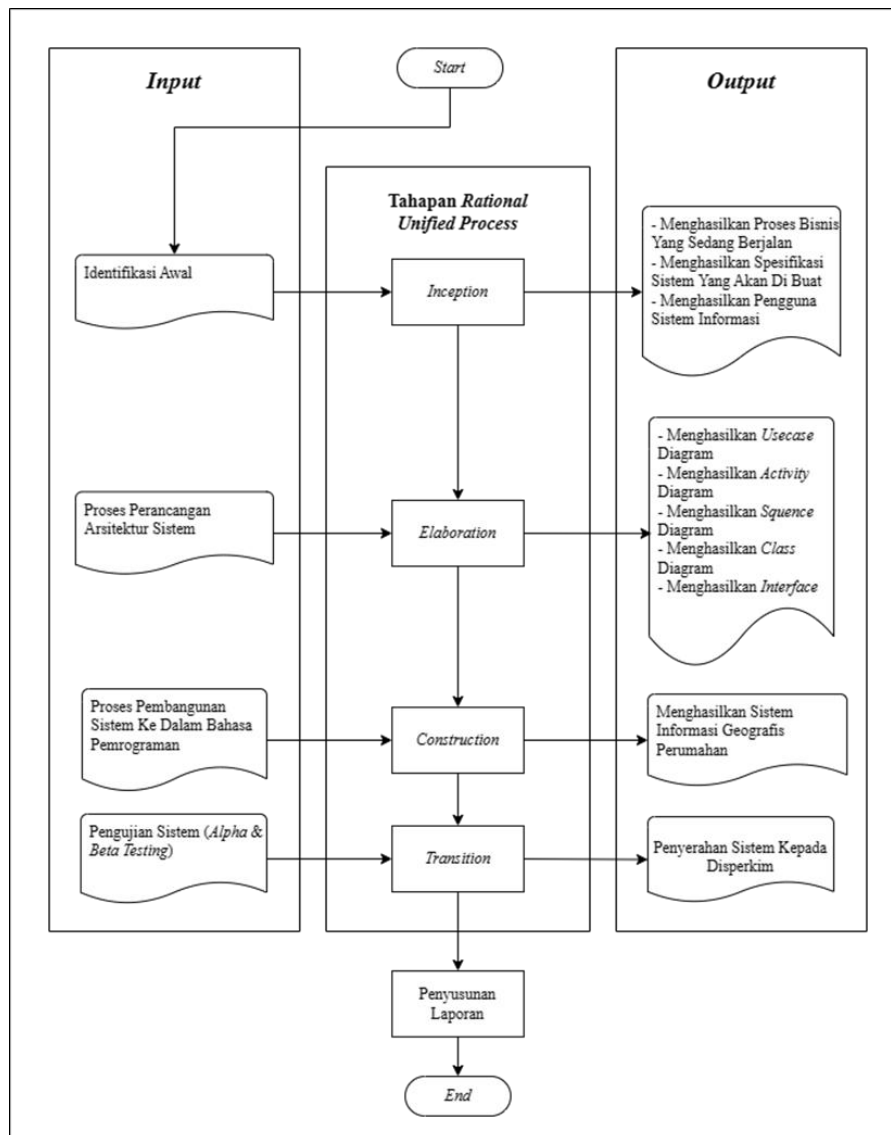 Start
Input
Output
Tahapan Rational
Unified Process
Identifikasi Awal
Inception
- Menghasilkan Proses Bisnis
Yang Sedang Berjalan
- Menghasilkan Spesifikasi
Sistem Yang Akan Di Buat
- Menghasilkan Pengguna
Sistem Informasi
Proses Perancangan
Arsitektur Sistem
Elaboration
- Menghasilkan Usecase
Diagram
- Menghasilkan Activity
Diagram
- Menghasilkan Squence
Diagram
- Menghasilkan Class
Diagram
- Menghasilkan Interface
Proses Pembangunan
Sistem Ke Dalam Bahasa
Pemrograman
Construction
Menghasilkan Sistem
Informasi Geografis
Perumahan
Pengujian Sistem (Alpha &
Beta Testing)
Transition
Penyerahan Sistem Kepada
Disperkim
Penyusunan
Laporan
End